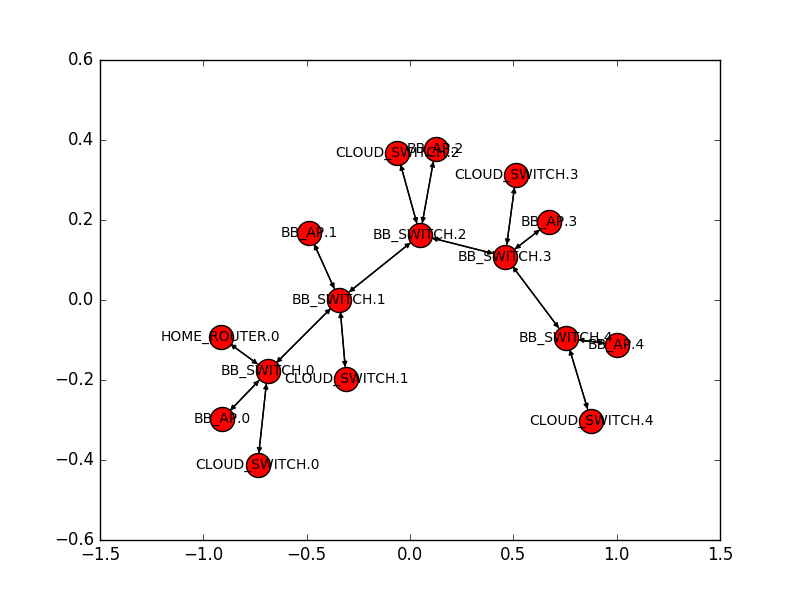 0.6
0.4
0.2
0.0
−0.2
−0.4
−0.6
CLOUD_SWITCH.2
BB_AP.2
CLOUD_SWITCH.3
BB_AP.1
BB_SWITCH.2
BB_AP.3
BB_SWITCH.3
BB_SWITCH.1
HOME_ROUTER.0
BB_SWITCH.4
BB_AP.4
BB_SWITCH.0
CLOUD_SWITCH.1
BB_AP.0
CLOUD_SWITCH.4
CLOUD_SWITCH.0
−1.5 −1.0 −0.5 0.0 0.5 1.0 1.5